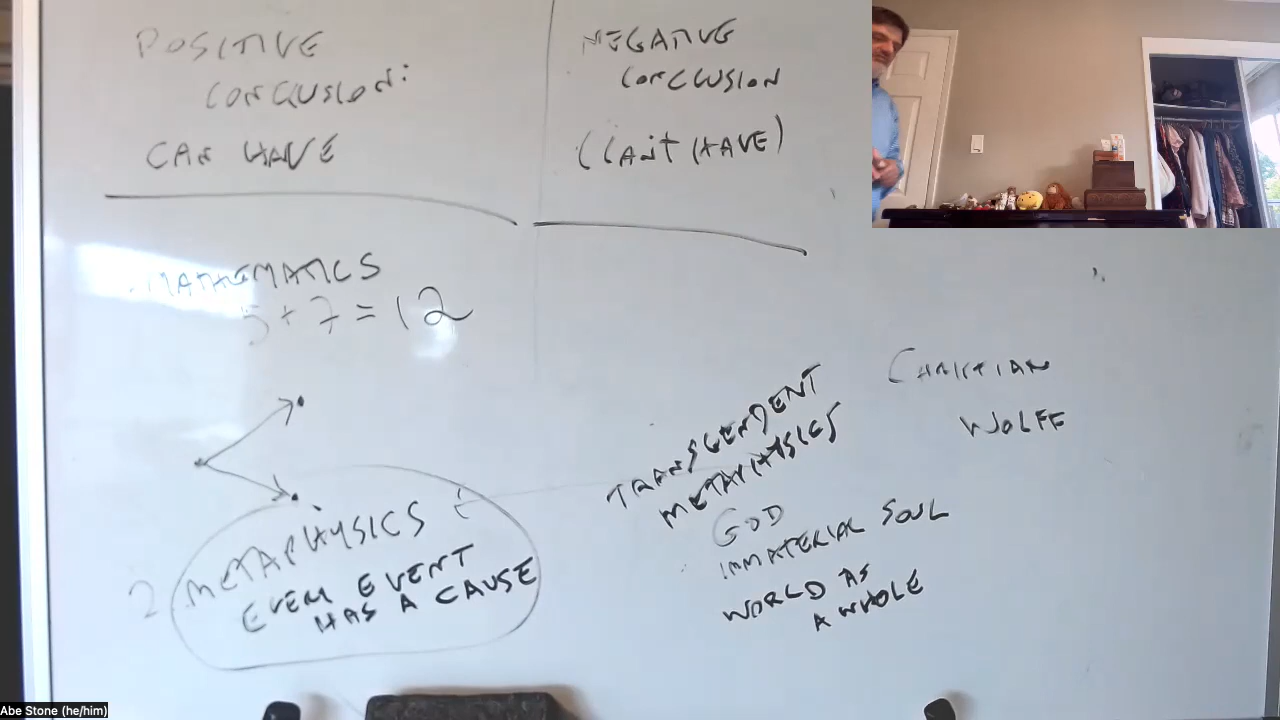 POSITIVE
CONCLUSION:
CAN HAVE
NEGATIVE
CONCLUSION
(CAN'T HAVE)
MATHEMATICS
5 + 7 = 12
2 METAPHYSICS
EVERY EVENT
HAS A CAUSE
TRANSCENDENT
METAPHYSICS
GOD
IMMATERIAL SOUL
WORLD AS
A WHOLE
CHRISTIAN
WOLFF
Abe Stone (he/him)